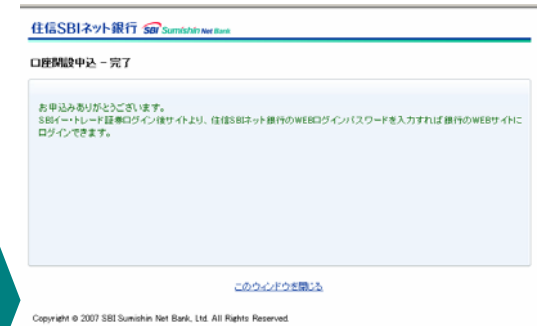 住信SBIネット銀行 SBI Sumishin Net Bank
口座開設申込 - 完了
お申込みありがとうございます。
SBIイー・トレード証券ログイン後サイトより、住信SBIネット銀行のWEBログインパスワードを入力すれば銀行のWEBサイトに
ログインできます。
このウィンドウを閉じる
Copyright © 2007 SBI Sumishin Net Bank, Ltd. All Rights Reserved.